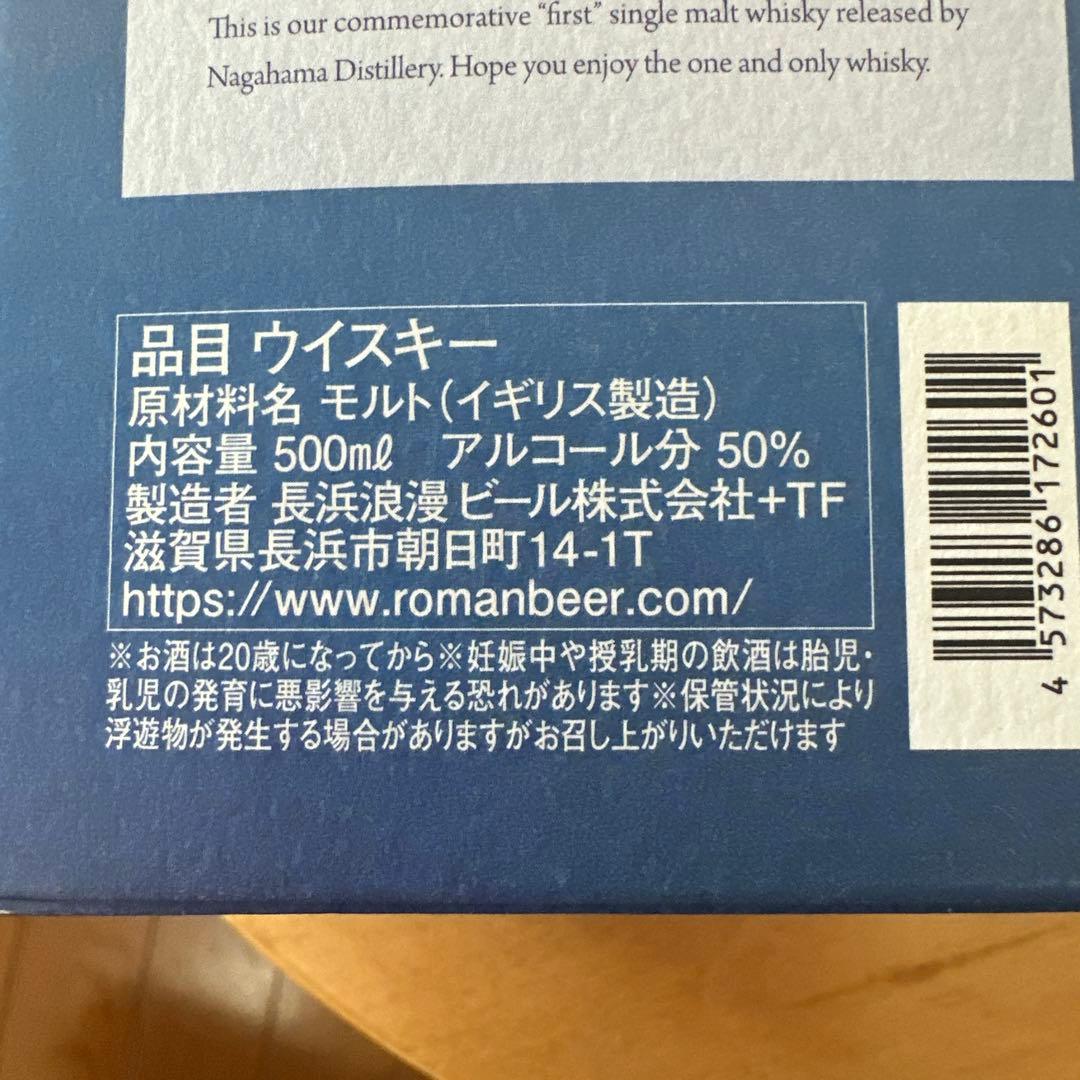 This is our commemorative “first” single malt whisky released by
Nagahama Distillery. Hope you enjoy the one and only whisky.
品目 ウイスキー
原材料名 モルト(イギリス製造)
内容量 500㎖ アルコール分 50%
製造者 長浜浪漫ビール株式会社+TF
滋賀県長浜市朝日町14-1T
https://www.romanbeer.com/
※お酒は20歳になってから※妊娠中や授乳期の飲酒は胎児・
乳児の発育に悪影響を与える恐れがあります※保管状況により
浮遊物が発生する場合がありますがお召し上がりいただけます
4 573286 172601